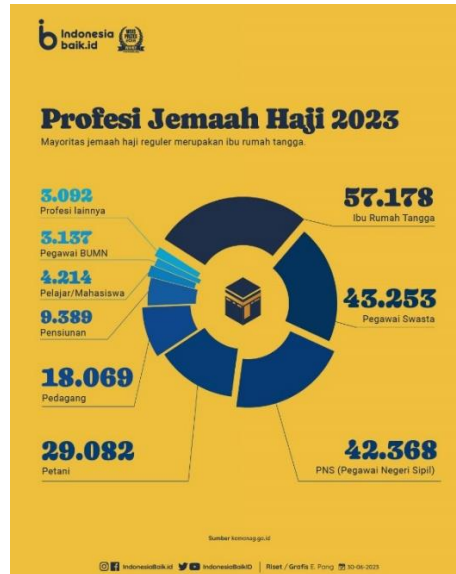 Indonesia
baik.id
Profesi Jemaah Haji 2023
Mayoritas jemaah haji reguler merupakan ibu rumah tangga.
3.092
Profesi lainnya
3.137
Pegawai BUMN
4.214
Pelajar/Mahasiswa
9.389
Pensiunan
18.069
Pedagang
29.082
Petani
57.178
Ibu Rumah Tangga
43.253
Pegawai Swasta
42.368
PNS (Pegawai Negeri Sipil)
Sumber kemenag.go.id
IndonesiaBaik.id IndonesiaBaikID | Riset / Grafis E. Pang 30-06-2023